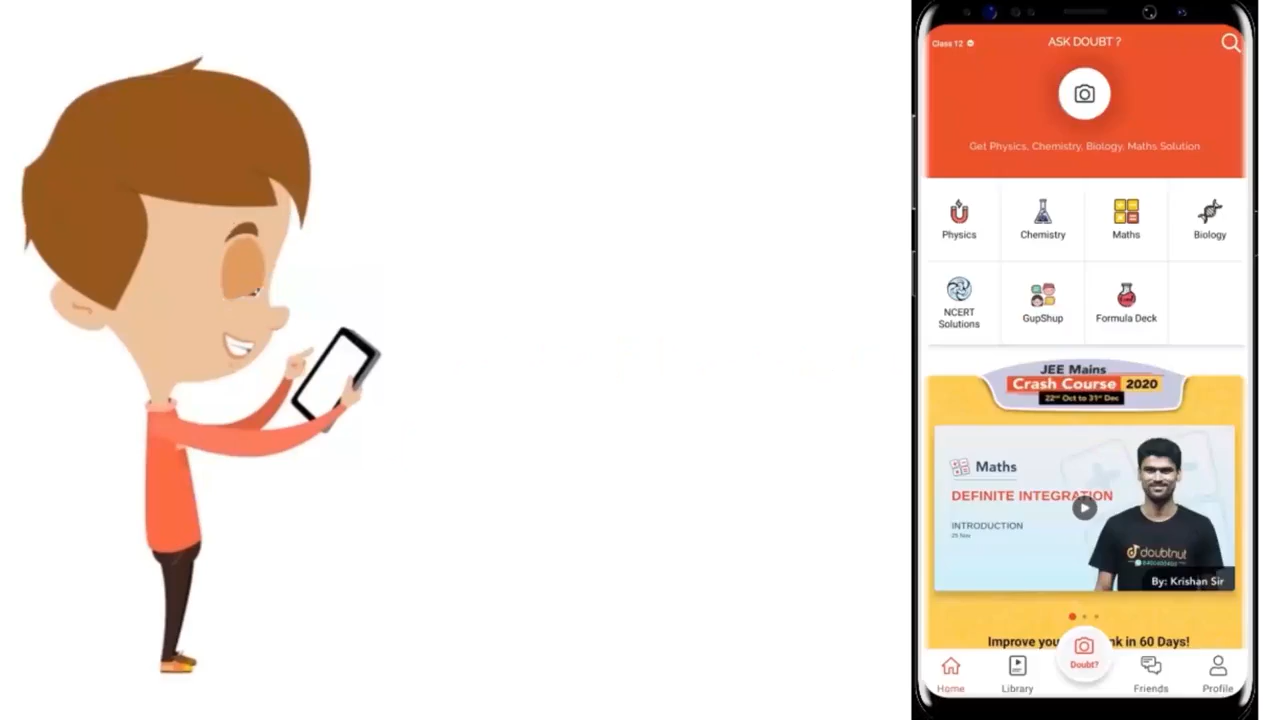 Class 12
ASK DOUBT ?
Get Physics, Chemistry, Biology, Maths Solution
Physics
Chemistry
Maths
Biology
NCERT
Solutions
GupShup
Formula Deck
JEE Mains
Crash Course 2020
22nd Oct to 31st Dec
Maths
DEFINITE INTEGRATION
INTRODUCTION
doubtnut
By: Krishan Sir
Improve you nk in 60 Days!
Doubt?
Home
Library
Friends
Profile